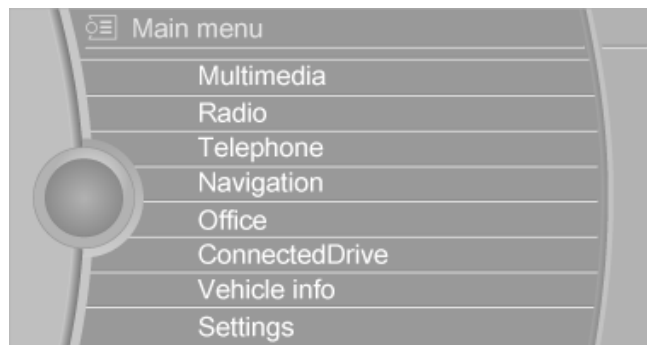 Main menu
Multimedia
Radio
Telephone
Navigation
Office
ConnectedDrive
Vehicle info
Settings